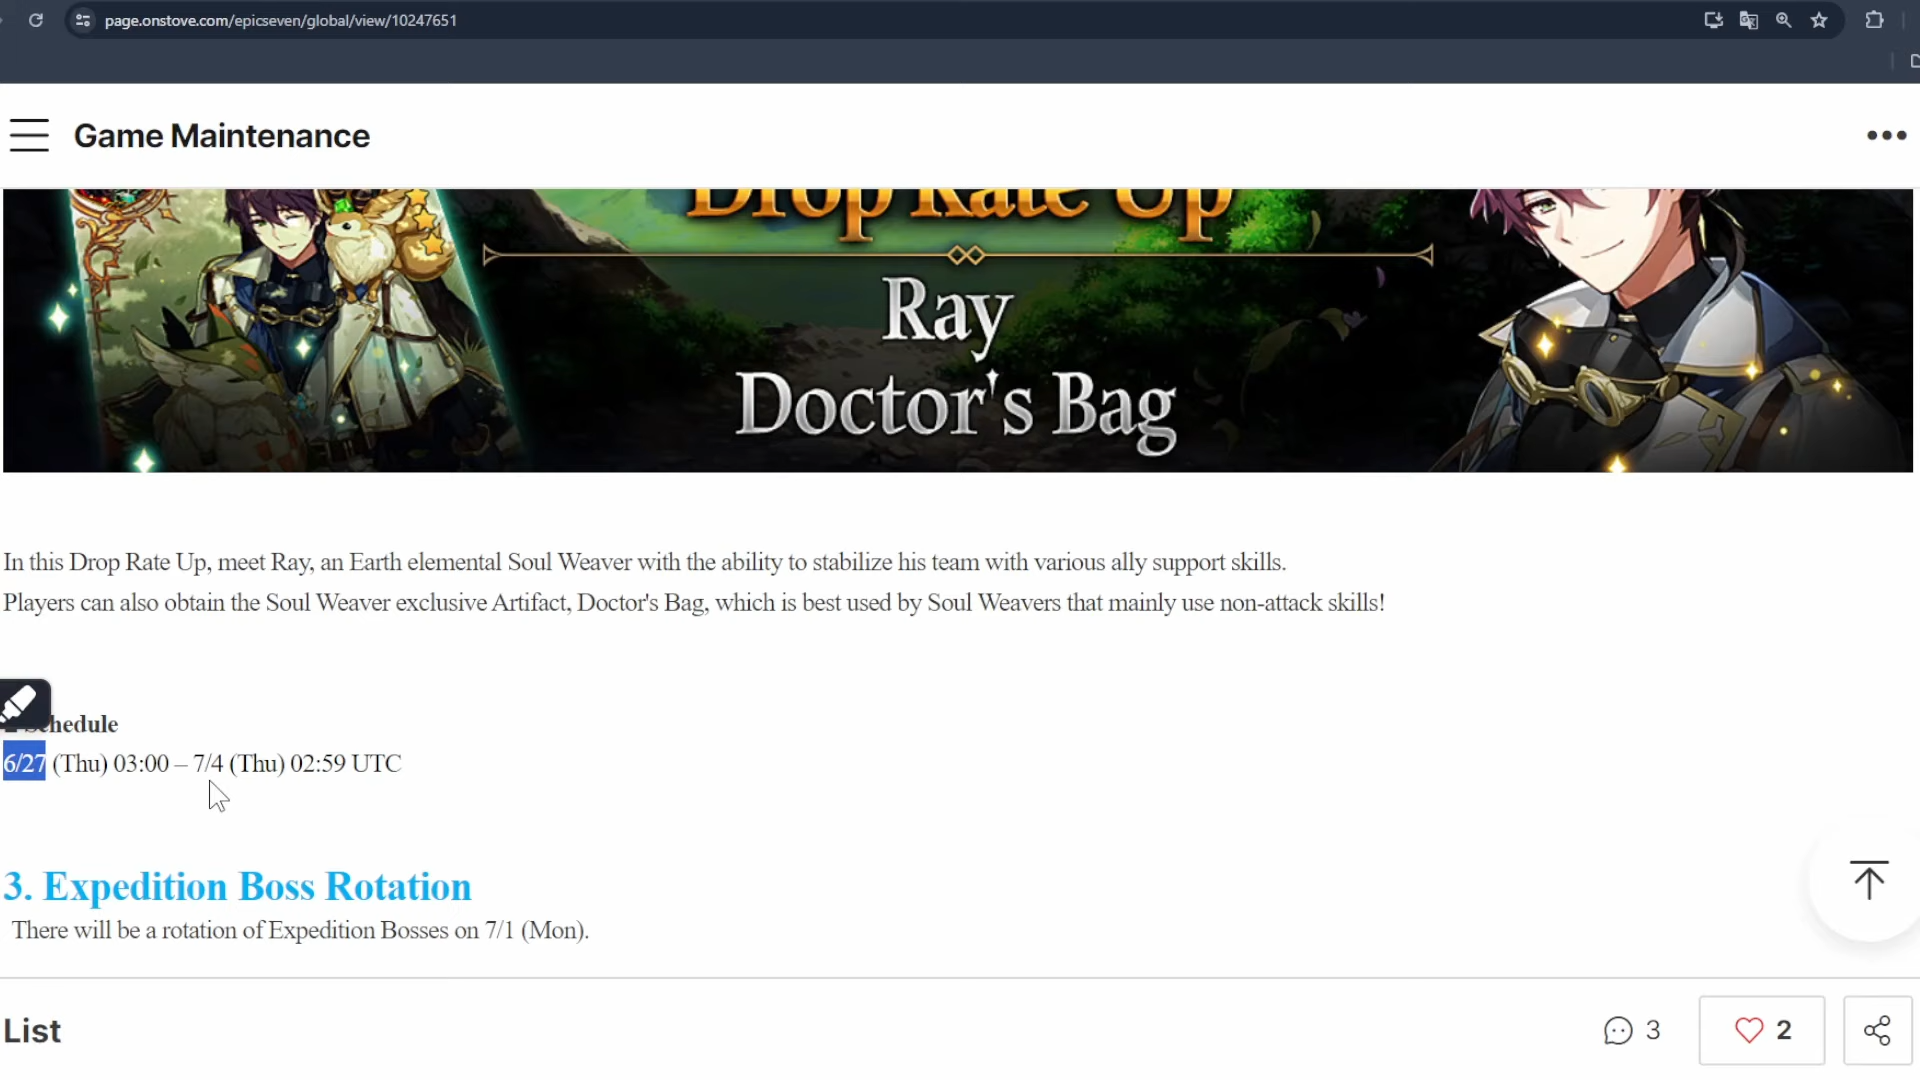 page.onstove.com/epicseven/global/view/10247651
Game Maintenance
Drop Rate Up
Ray
Doctor's Bag
In this Drop Rate Up, meet Ray, an Earth elemental Soul Weaver with the ability to stabilize his team with various ally support skills.
Players can also obtain the Soul Weaver exclusive Artifact, Doctor's Bag, which is best used by Soul Weavers that mainly use non-attack skills!
Schedule
6/27 (Thu) 03:00 – 7/4 (Thu) 02:59 UTC
3. Expedition Boss Rotation
There will be a rotation of Expedition Bosses on 7/1 (Mon).
List
3
2